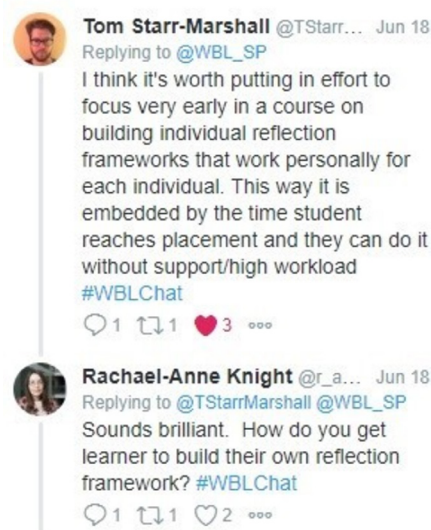 Tom Starr-Marshall @TStarr... Jun 18
Replying to @WBL_SP
I think it's worth putting in effort to
focus very early in a course on
building individual reflection
frameworks that work personally for
each individual. This way it is
embedded by the time student
reaches placement and they can do it
without support/high workload
#WBLChat
1 1 3
Rachael-Anne Knight @r_a... Jun 18
Replying to @TStarrMarshall @WBL_SP
Sounds brilliant. How do you get
learner to build their own reflection
framework? #WBLChat
1 1 2